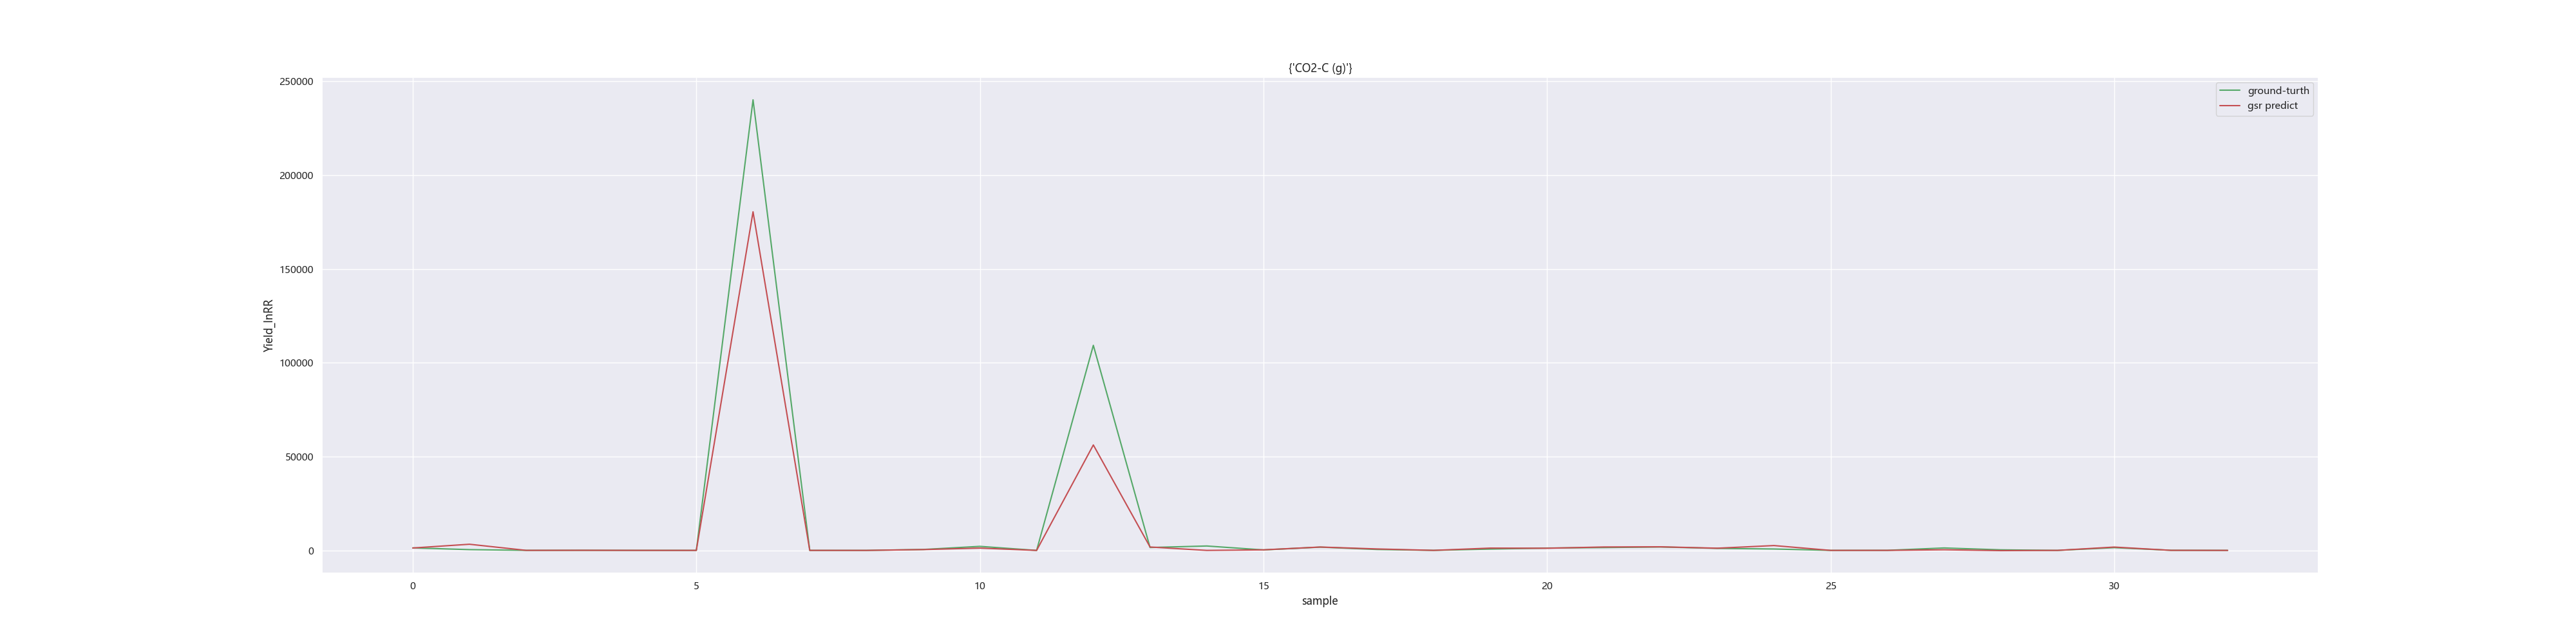 {'CO2-C (g)'}
250000
200000
150000
100000
50000
0
Yield_lnRR
ground-turth
gsr predict
0 5 10 15 20 25 30
sample